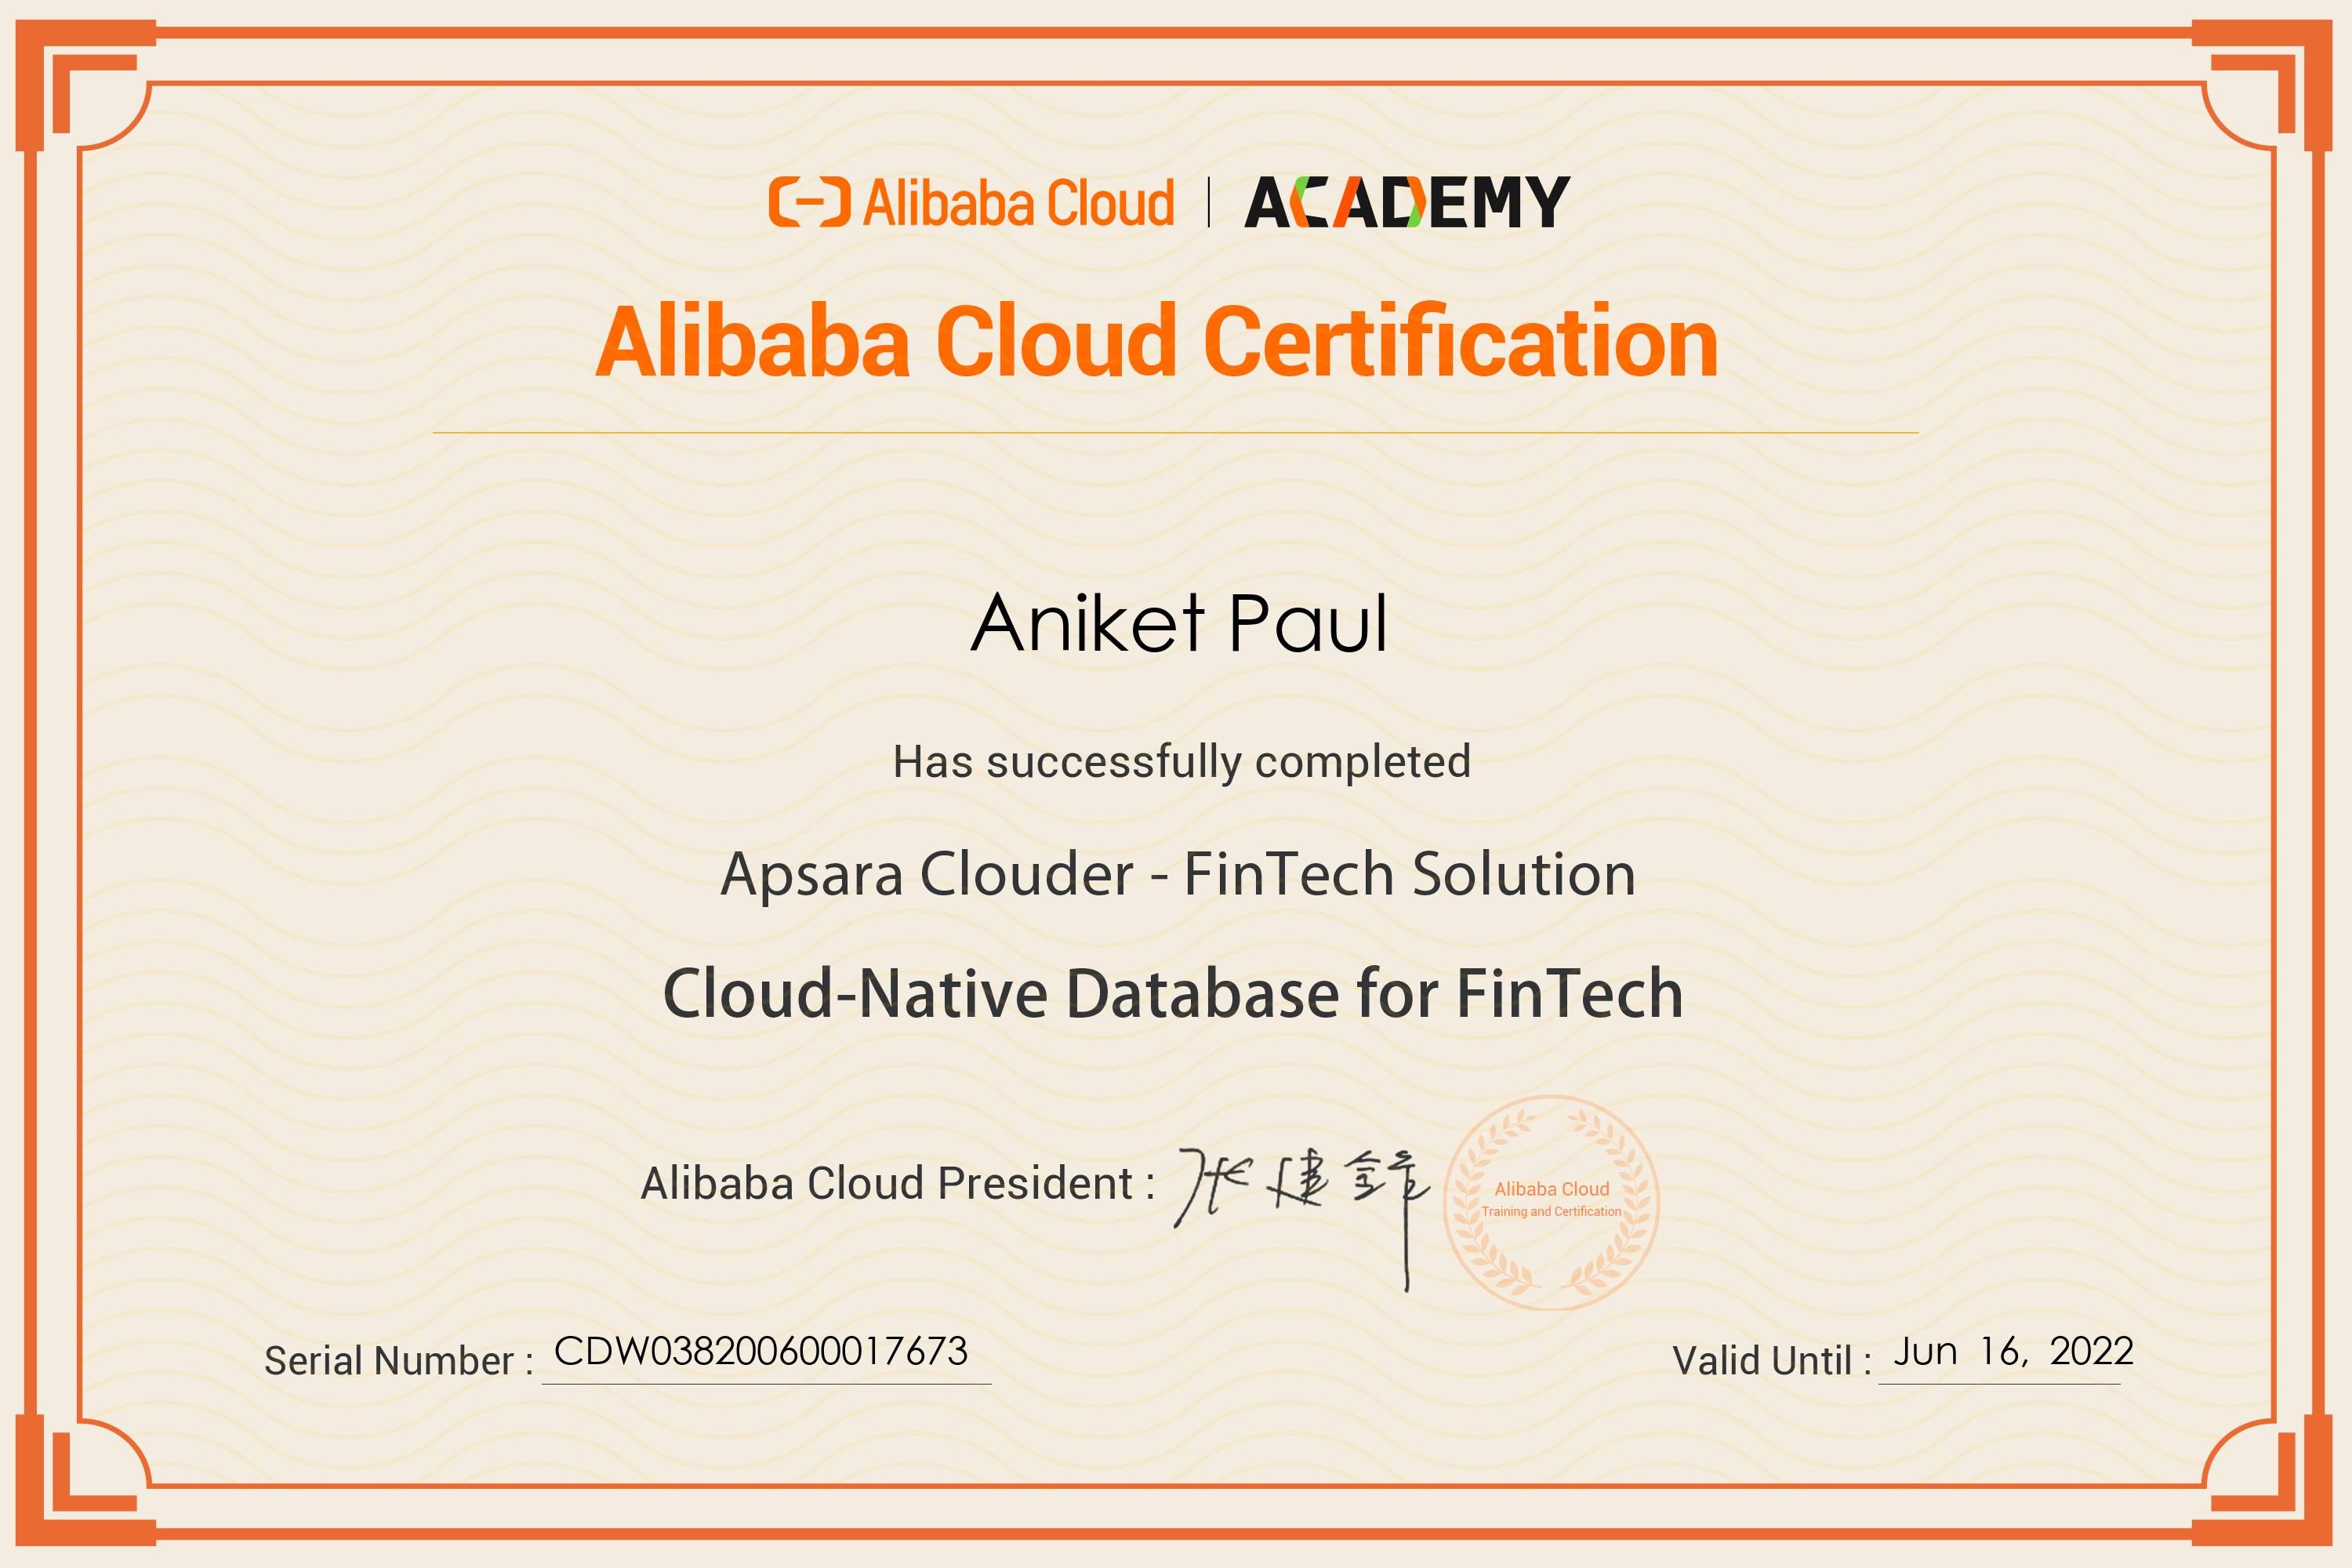 Alibaba Cloud | ACADEMY
Alibaba Cloud Certification
Aniket Paul
Has successfully completed
Apsara Clouder - FinTech Solution
Cloud-Native Database for FinTech
Alibaba Cloud President : 张建锋
Alibaba Cloud
Training and Certification
Serial Number : CDW038200600017673
Valid Until : Jun 16, 2022